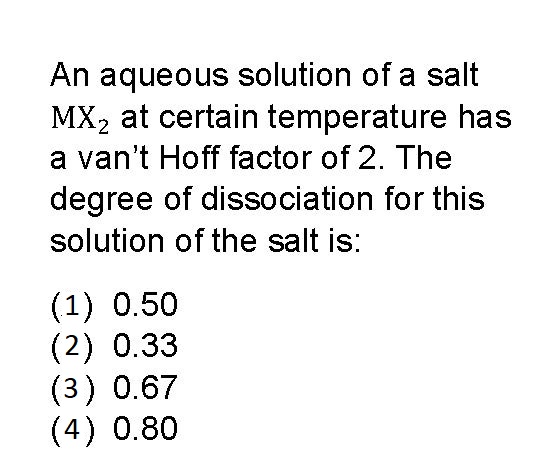 An aqueous solution of a salt
MX₂ at certain temperature has
a van’t Hoff factor of 2. The
degree of dissociation for this
solution of the salt is:
(1) 0.50
(2) 0.33
(3) 0.67
(4) 0.80